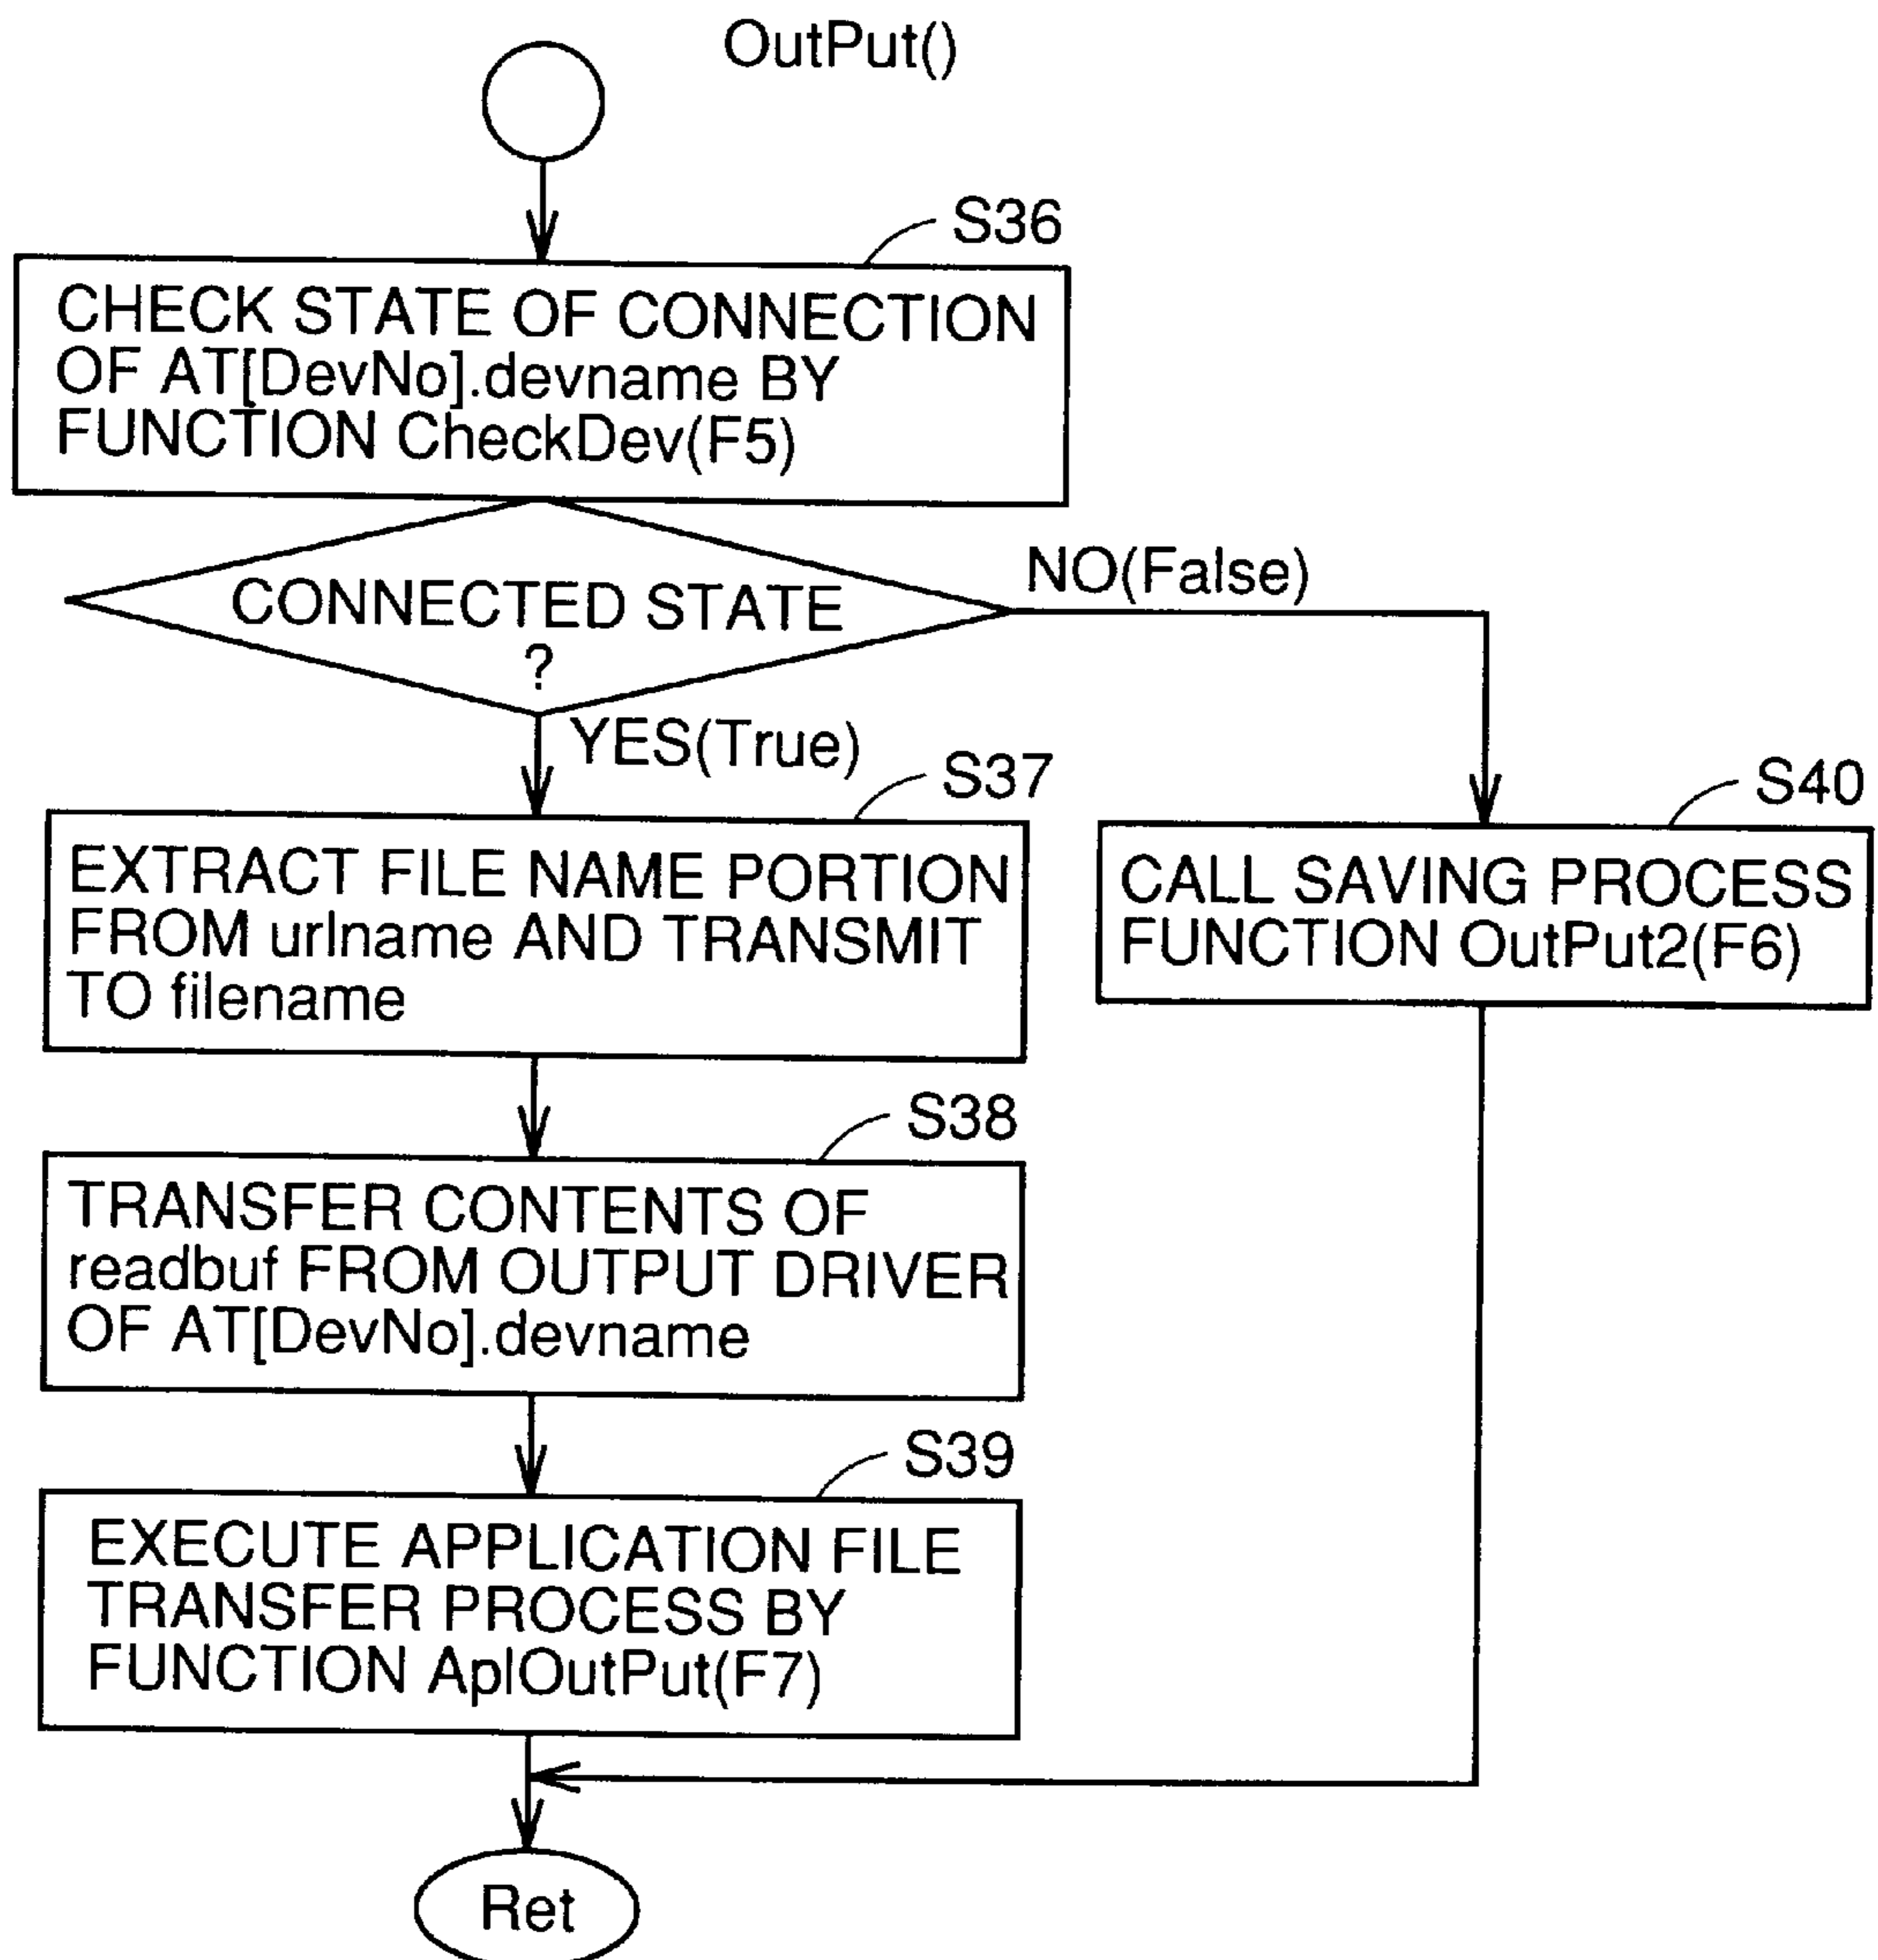 OutPut()
S36
CHECK STATE OF CONNECTION
OF AT[DevNo].devname BY
FUNCTION CheckDev(F5)
CONNECTED STATE
?
NO(False)
YES(True)
S37
EXTRACT FILE NAME PORTION
FROM urlname AND TRANSMIT
TO filename
S40
CALL SAVING PROCESS
FUNCTION OutPut2(F6)
S38
TRANSFER CONTENTS OF
readbuf FROM OUTPUT DRIVER
OF AT[DevNo].devname
S39
EXECUTE APPLICATION FILE
TRANSFER PROCESS BY
FUNCTION AplOutPut(F7)
Ret